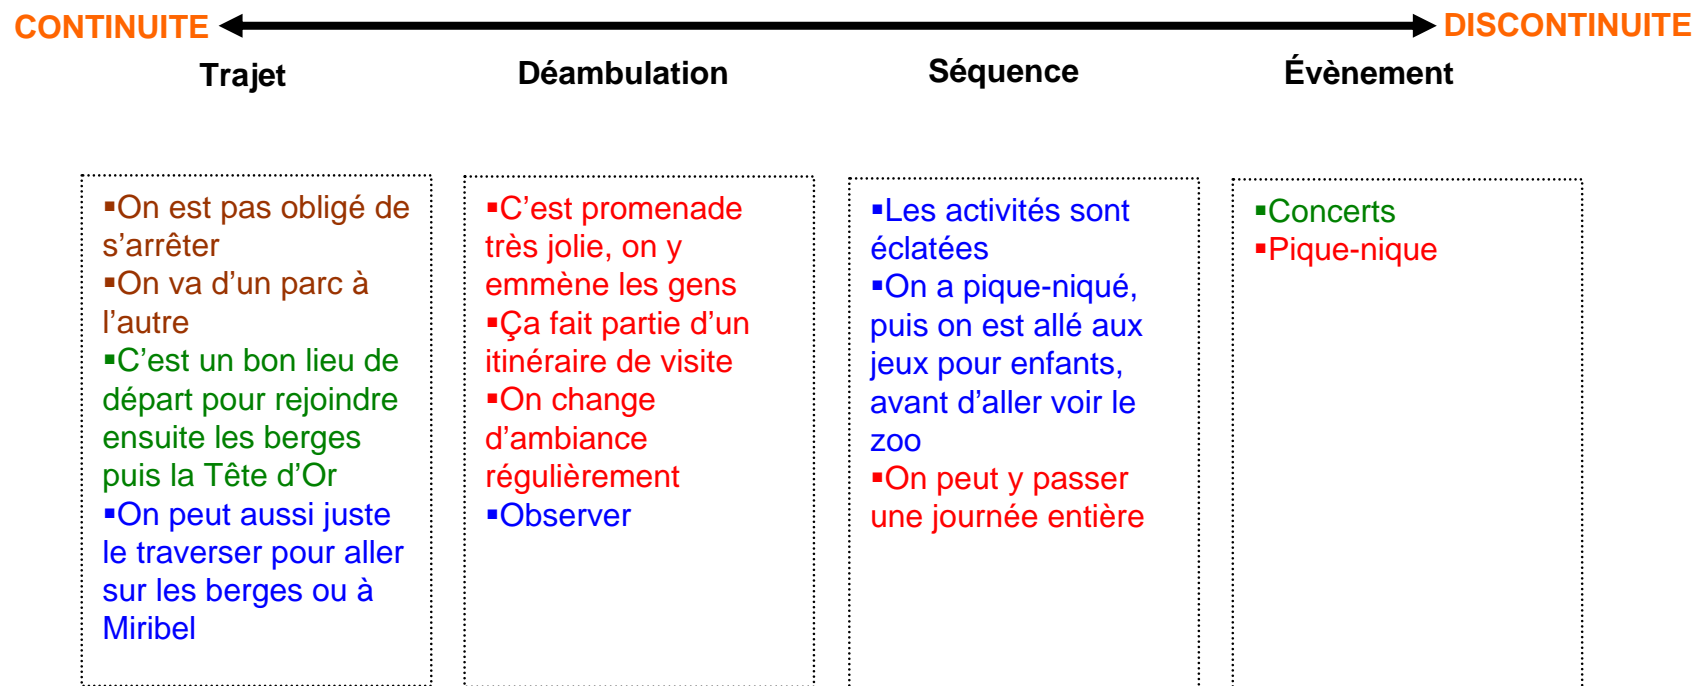 CONTINUITE
DISCONTINUITE
Trajet
Déambulation
Séquence
Évènement
▪On est pas obligé de
s’arrêter
▪On va d’un parc à
l’autre
▪C’est un bon lieu de
départ pour rejoindre
ensuite les berges
puis la Tête d’Or
▪On peut aussi juste
le traverser pour aller
sur les berges ou à
Miribel
▪C’est promenade
très jolie, on y
emmène les gens
▪Ça fait partie d’un
itinéraire de visite
▪On change
d’ambiance
régulièrement
▪Observer
▪Les activités sont
éclatées
▪On a pique-niqué,
puis on est allé aux
jeux pour enfants,
avant d’aller voir le
zoo
▪On peut y passer
une journée entière
▪Concerts
▪Pique-nique